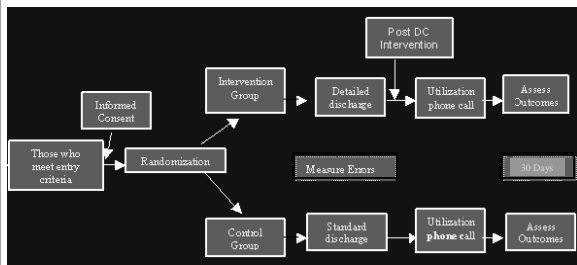 Post DC
Intervention
Intervention
Group
Detailed
discharge
Utilization
phone call
Assess
Outcomes
Informed
Consent
Those who
meet entry
criteria
Randomization
Measure Errors
30 Days
Control
Group
Standard
discharge
Utilization
phone call
Assess
Outcomes